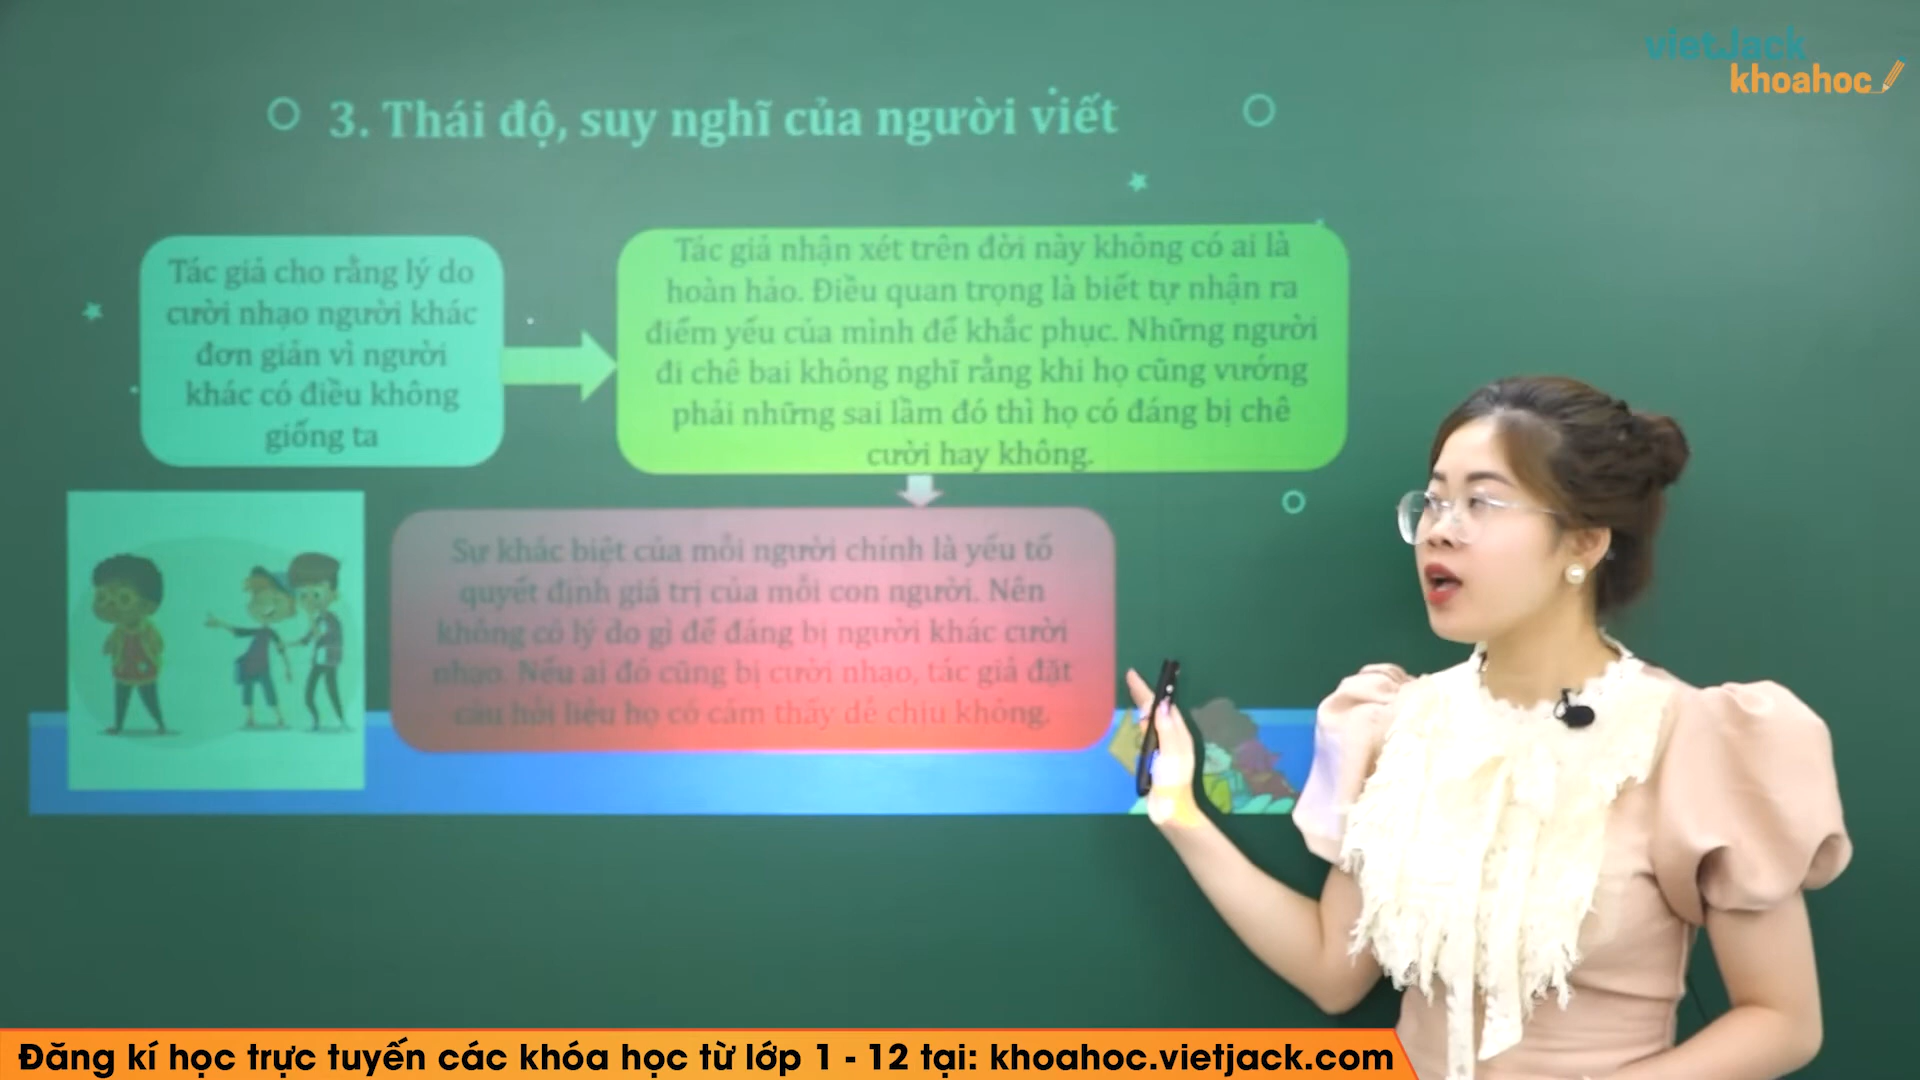 vietJack
khoahoc
3. Thái độ, suy nghĩ của người viết
Tác giả cho rằng lý do
cười nhạo người khác
đơn giản vì người
khác có điều không
giống ta
Tác giả nhận xét trên đời này không có ai là
hoàn hảo. Điều quan trọng là biết tự nhận ra
điểm yếu của mình để khắc phục. Những người
đi chê bai không nghĩ rằng khi họ cũng vướng
phải những sai lầm đó thì họ có đáng bị chê
cười hay không.
Sự khác biệt của mỗi người chính là yếu tố
quyết định giá trị của mỗi con người. Nên
không có lý do gì để đáng bị người khác cười
nhạo. Nếu ai đó cũng bị cười nhạo, tác giả đặt
câu hỏi liệu họ có cảm thấy dễ chịu không.
Đăng kí học trực tuyến các khóa học từ lớp 1 - 12 tại: khoahoc.vietjack.com